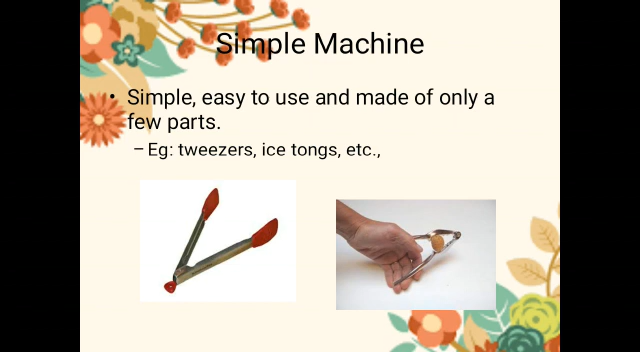 Simple Machine
• Simple, easy to use and made of only a
few parts.
– Eg: tweezers, ice tongs, etc.,